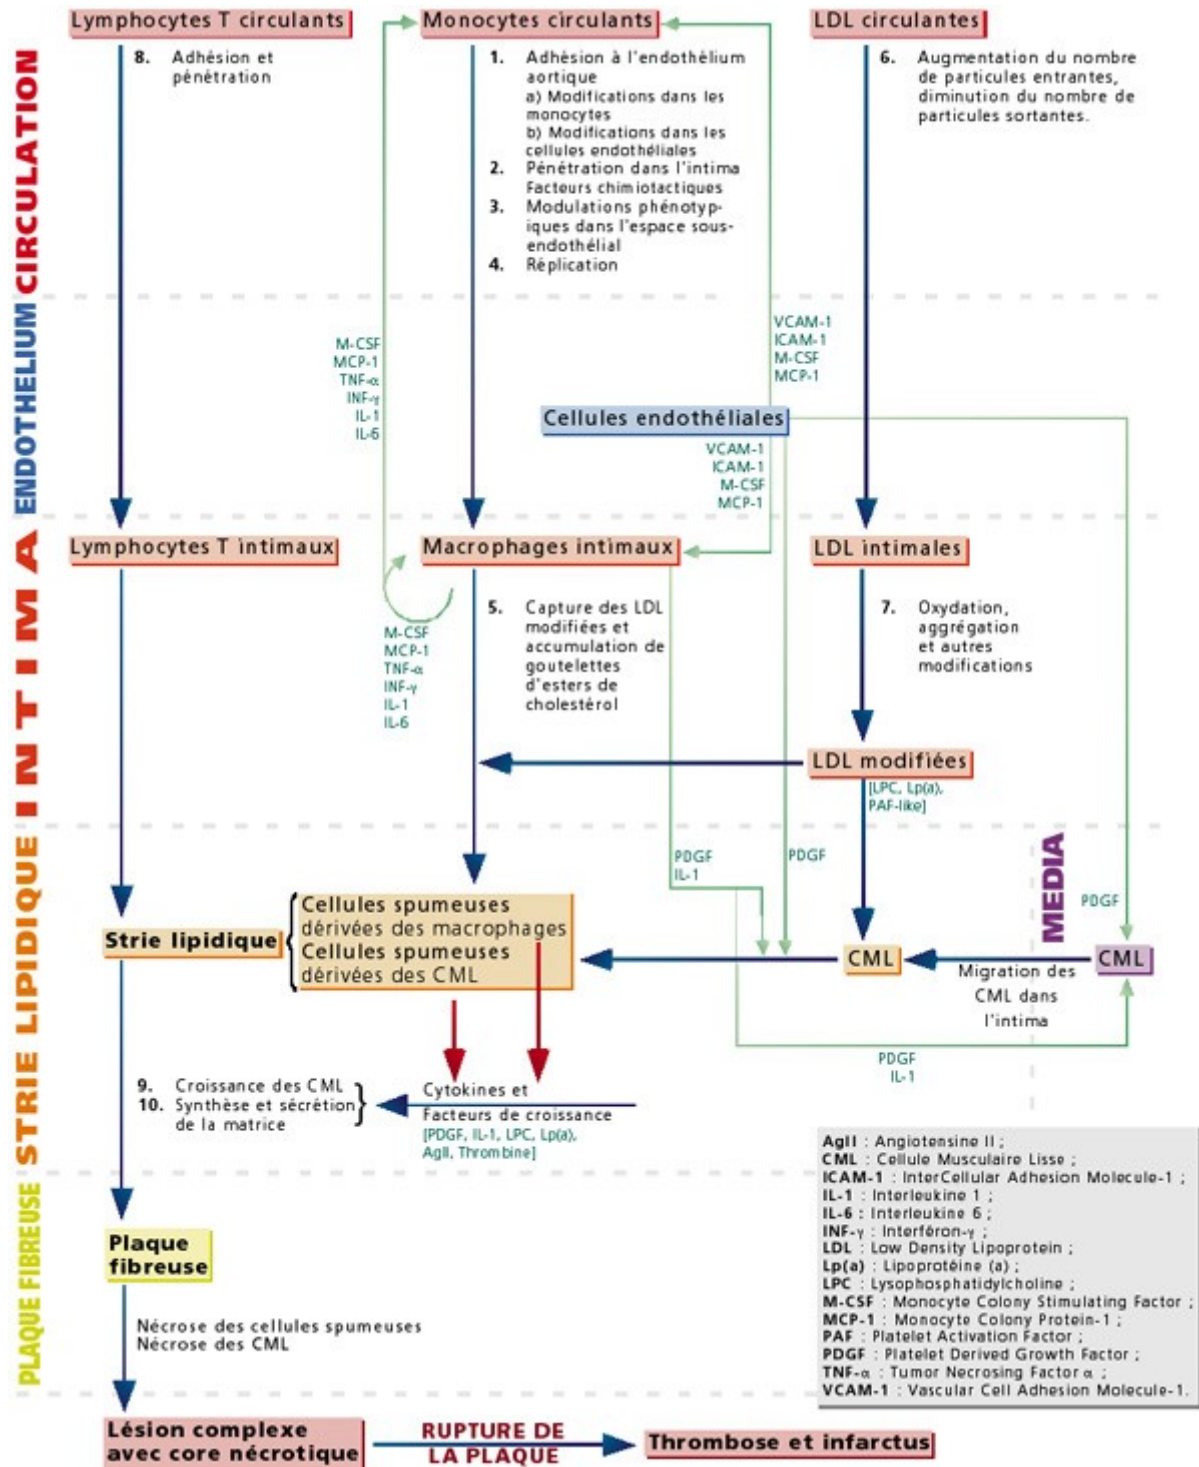 CIRCULATION
ENDOTHELIUM
INTIMA
STRIE LIPIDIQUE
PLAQUE FIBREUSE
MEDIA
Lymphocytes T circulants
Monocytes circulants
LDL circulantes
8. Adhésion et
pénétration
1. Adhésion à l'endothélium
aortique
a) Modifications dans les
monocytes
b) Modifications dans les
cellules endothéliales
2. Pénétration dans l'intima
Facteurs chimiotactiques
3. Modulations phénotyp-
iques dans l'espace sous-
endothélial
4. Réplication
6. Augmentation du nombre
de particules entrantes,
diminution du nombre de
particules sortantes.
M-CSF
MCP-1
TNF-α
INF-γ
IL-1
IL-6
VCAM-1
ICAM-1
M-CSF
MCP-1
Cellules endothéliales
VCAM-1
ICAM-1
M-CSF
MCP-1
Lymphocytes T intimaux
Macrophages intimaux
LDL intimales
M-CSF
MCP-1
TNF-α
INF-γ
IL-1
IL-6
5. Capture des LDL
modifiées et
accumulation de
goutelettes
d'esters de
cholestérol
7. Oxydation,
aggrégation
et autres
modifications
LDL modifiées
[LPC, Lp(a),
PAF-like]
PDGF
IL-1
PDGF
PDGF
Strie lipidique
Cellules spumeuses
dérivées des macrophages
Cellules spumeuses
dérivées des CML
CML
CML
Migration des
CML dans
l'intima
PDGF
IL-1
9. Croissance des CML
10. Synthèse et sécrétion
de la matrice
Cytokines et
Facteurs de croissance
[PDGF, IL-1, LPC, Lp(a),
AgII, Thrombine]
Plaque
fibreuse
Nécrose des cellules spumeuses
Nécrose des CML
Lésion complexe
avec core nécrotique
RUPTURE DE
LA PLAQUE
Thrombose et infarctus
AgII : Angiotensine II ;
CML : Cellule Musculaire Lisse ;
ICAM-1 : InterCellular Adhesion Molecule-1 ;
IL-1 : Interleukine 1 ;
IL-6 : Interleukine 6 ;
INF-γ : Interféron-γ ;
LDL : Low Density Lipoprotein ;
Lp(a) : Lipoprotéine (a) ;
LPC : Lysophosphatidylcholine ;
M-CSF : Monocyte Colony Stimulating Factor ;
MCP-1 : Monocyte Colony Protein-1 ;
PAF : Platelet Activation Factor ;
PDGF : Platelet Derived Growth Factor ;
TNF-α : Tumor Necrosing Factor α ;
VCAM-1 : Vascular Cell Adhesion Molecule-1.